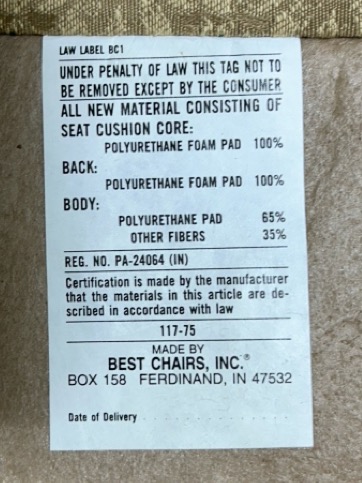 LAW LABEL BC1
UNDER PENALTY OF LAW THIS TAG NOT TO
BE REMOVED EXCEPT BY THE CONSUMER
ALL NEW MATERIAL CONSISTING OF
SEAT CUSHION CORE:
POLYURETHANE FOAM PAD 100%
BACK:
POLYURETHANE FOAM PAD 100%
BODY:
POLYURETHANE PAD 65%
OTHER FIBERS 35%
REG. NO. PA-24064 (IN)
Certification is made by the manufacturer
that the materials in this article are de-
scribed in accordance with law
117-75
MADE BY
BEST CHAIRS, INC.®
BOX 158 FERDINAND, IN 47532
Date of Delivery